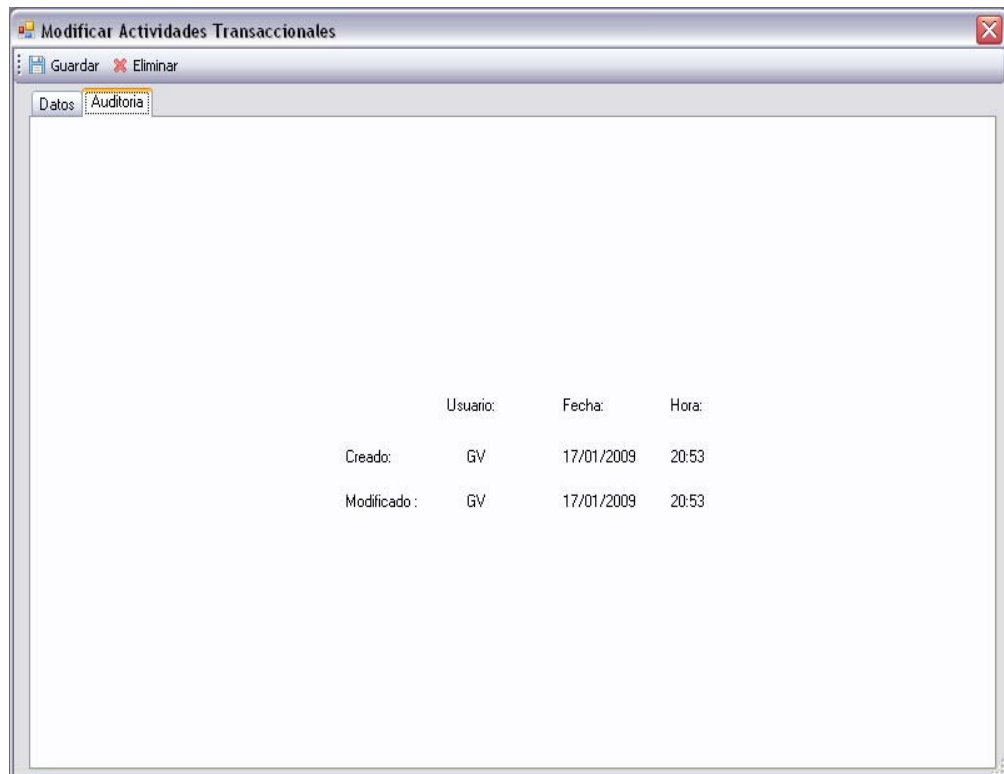 Modificar Actividades Transaccionales
Guardar Eliminar
Datos Auditoria
Usuario: Fecha: Hora:
Creado: GV 17/01/2009 20:53
Modificado : GV 17/01/2009 20:53